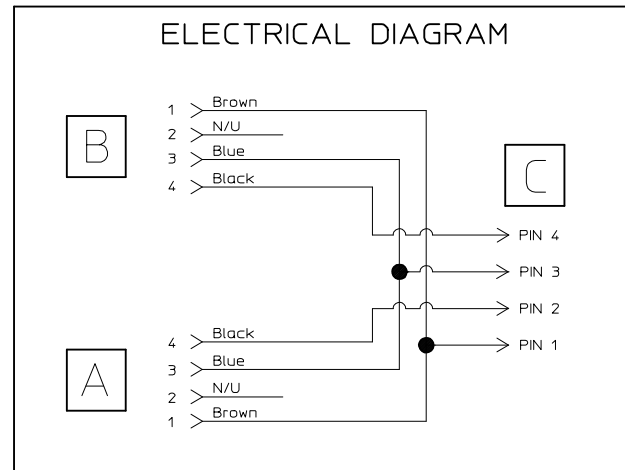 ELECTRICAL DIAGRAM
B
1 Brown
2 N/U
3 Blue
4 Black
C
PIN 4
PIN 3
PIN 2
PIN 1
A
4 Black
3 Blue
2 N/U
1 Brown